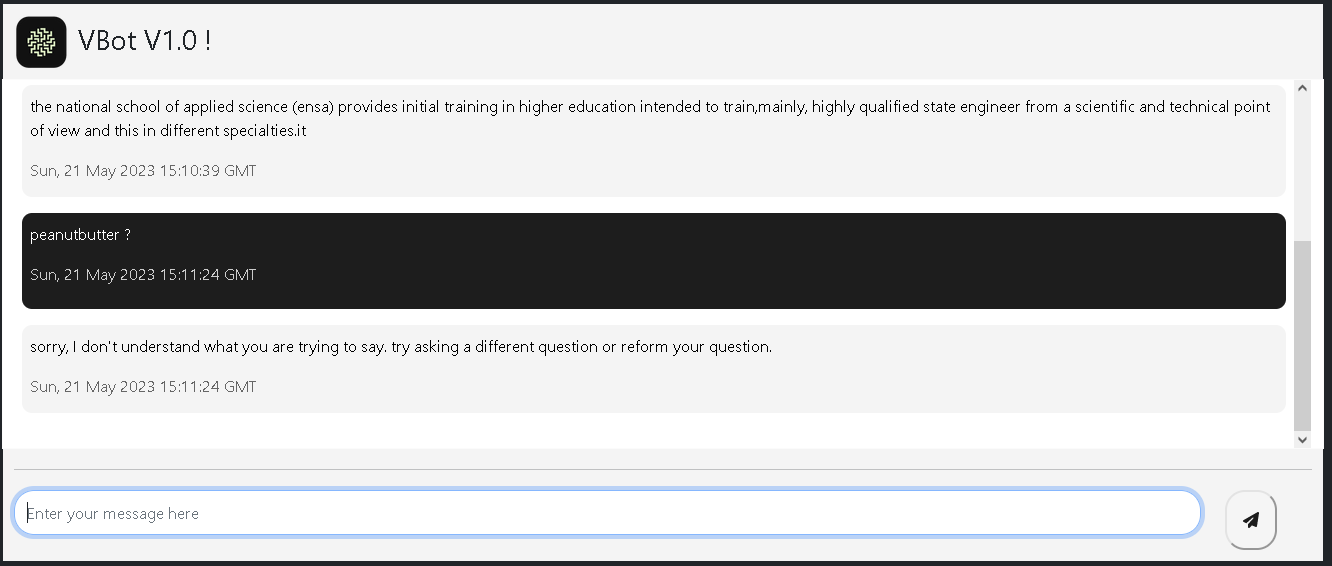 VBot V1.0 !
the national school of applied science (ensa) provides initial training in higher education intended to train,mainly, highly qualified state engineer from a scientific and technical point
of view and this in different specialties.it
Sun, 21 May 2023 15:10:39 GMT
peanutbutter ?
Sun, 21 May 2023 15:11:24 GMT
sorry, I don't understand what you are trying to say. try asking a different question or reform your question.
Sun, 21 May 2023 15:11:24 GMT
Enter your message here